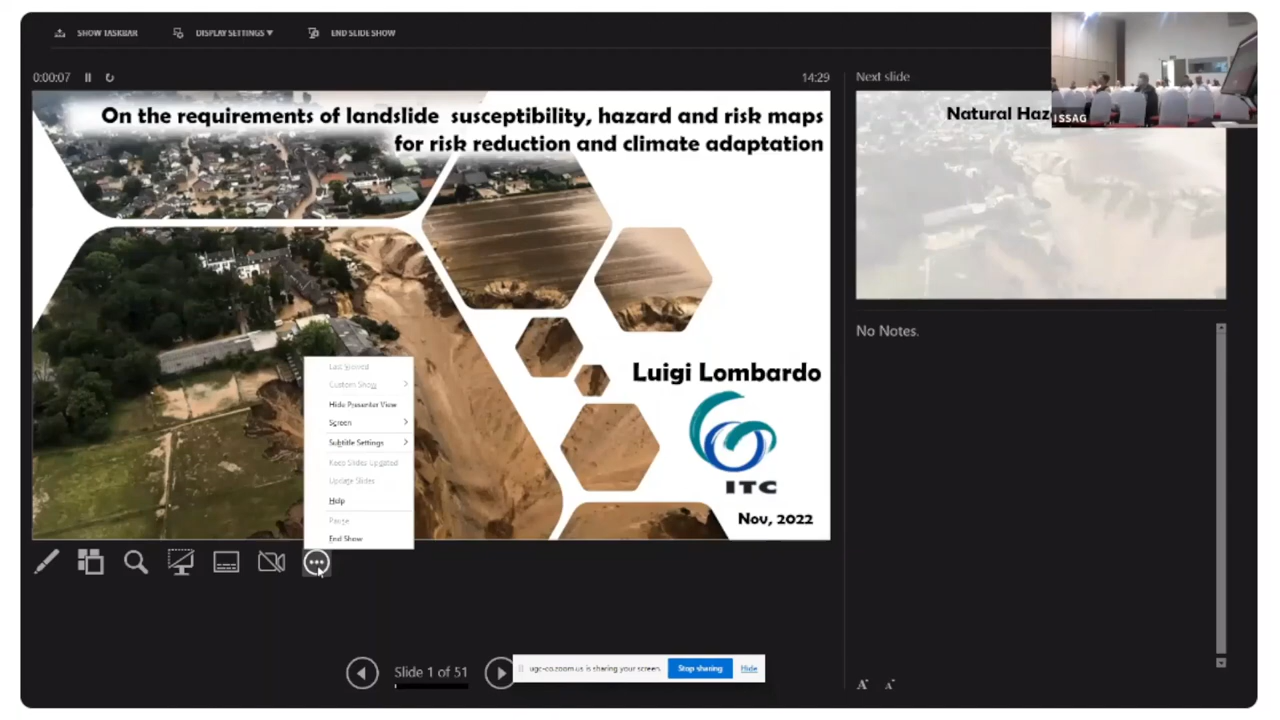 SHOW TASKBAR
DISPLAY SETTINGS ▼
END SLIDE SHOW
0:00:07
14:29
Next slide
On the requirements of landslide susceptibility, hazard and risk maps
for risk reduction and climate adaptation
Natural Haz
ISSAG
No Notes.
Luigi Lombardo
ITC
Nov, 2022
Last Viewed
Custom Show
Hide Presenter View
Screen
Subtitle Settings
Keep Slides Updated
Update Slides
Help
Pause
End Show
Slide 1 of 51
ugc-co.zoom.us is sharing your screen.
Stop sharing
Hide
A
A